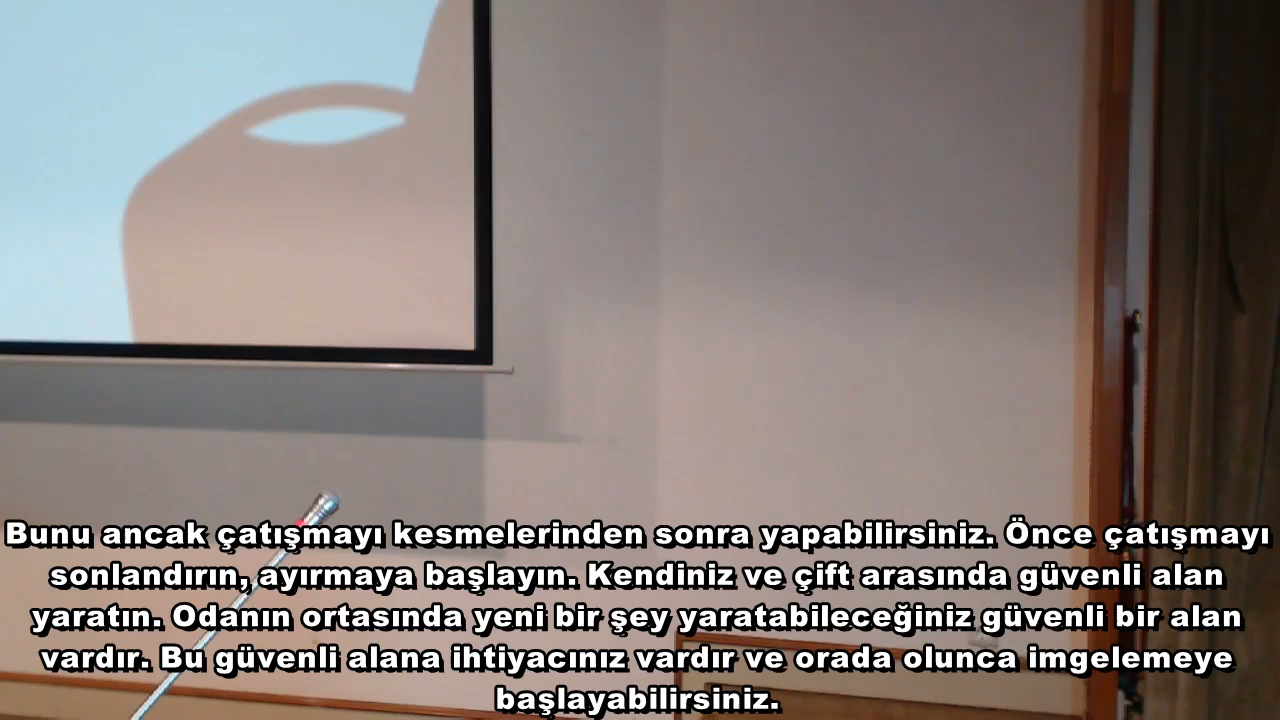 Bunu ancak çatışmayı kesmelerinden sonra yapabilirsiniz. Önce çatışmayı
sonlandırın, ayırmaya başlayın. Kendiniz ve çift arasında güvenli alan
yaratın. Odanın ortasında yeni bir şey yaratabileceğiniz güvenli bir alan
vardır. Bu güvenli alana ihtiyacınız vardır ve orada olunca imgelemeye
başlayabilirsiniz.